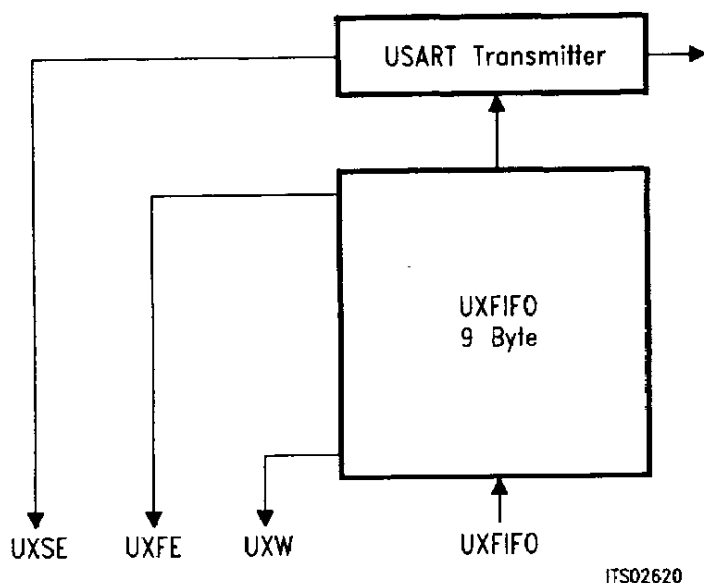 USART Transmitter
UXFIFO
9 Byte
UXSE
UXFE
UXW
UXFIFO
ITS02620